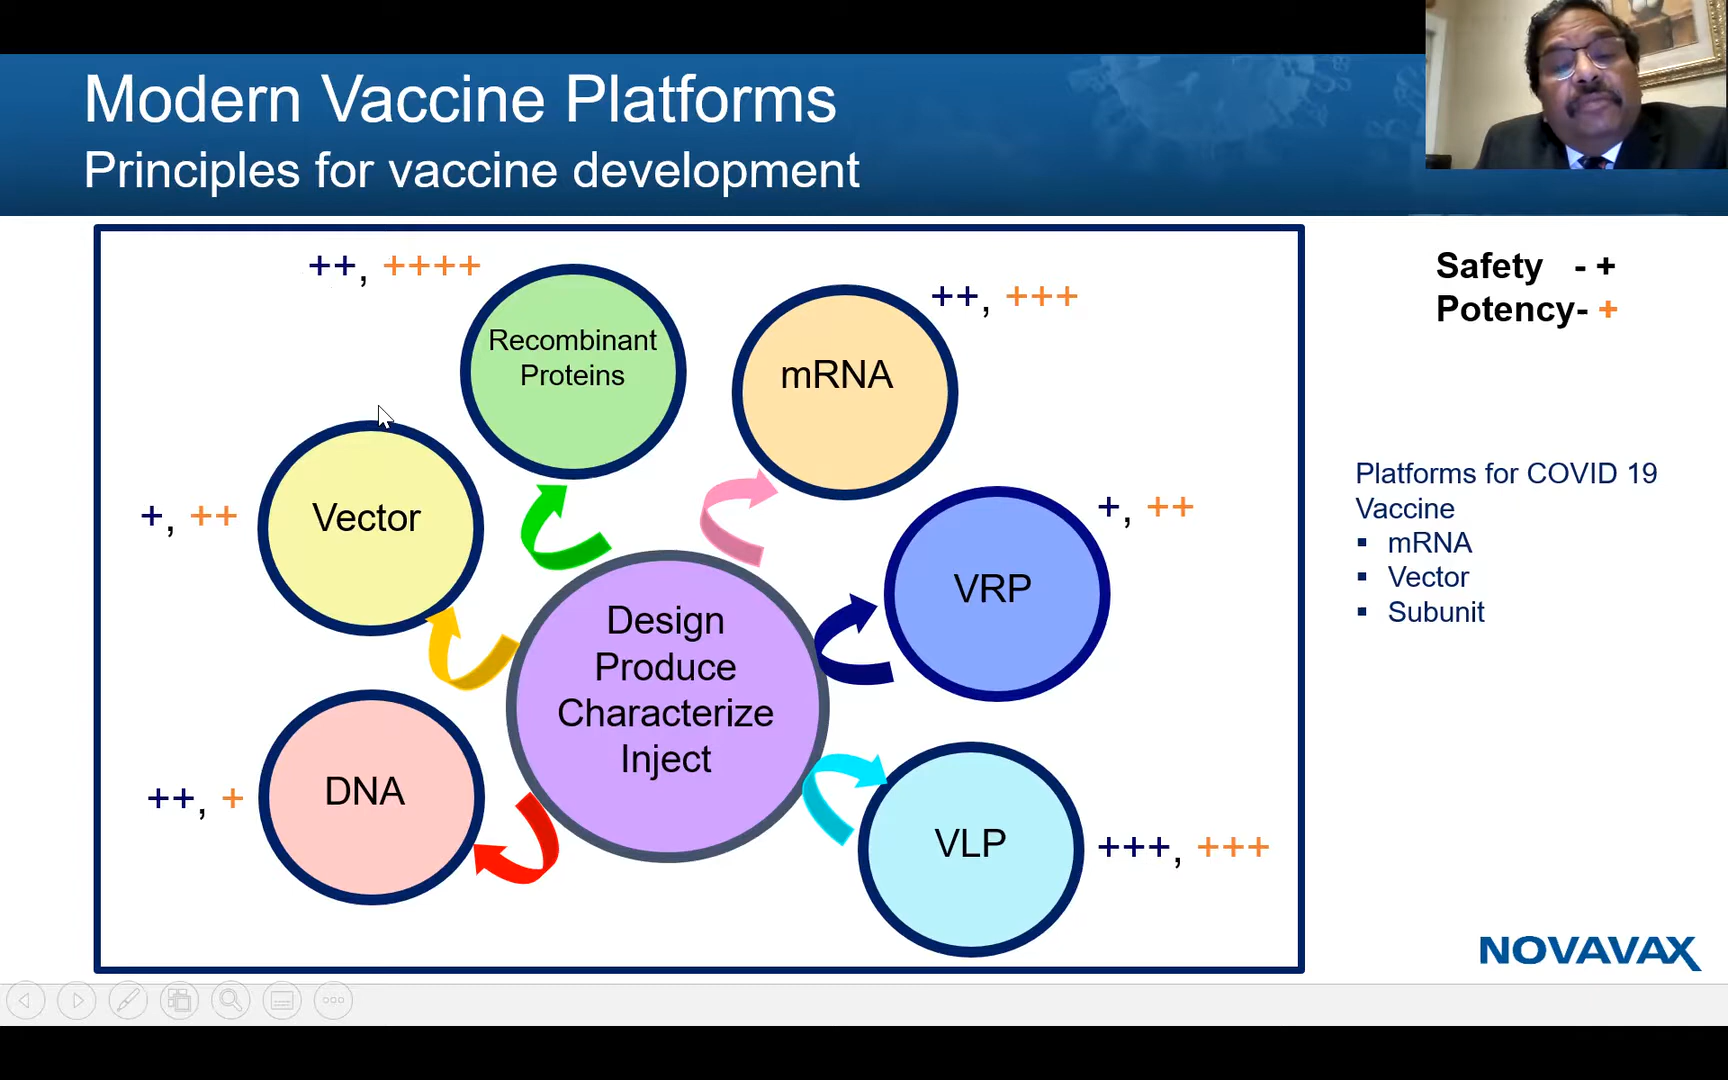 Modern Vaccine Platforms
Principles for vaccine development
++, ++++
Recombinant
Proteins
++, +++
mRNA
Safety - +
Potency- +
+, ++
Vector
+, ++
VRP
Design
Produce
Characterize
Inject
++, +
DNA
VLP
+++, +++
Platforms for COVID 19
Vaccine
▪ mRNA
▪ Vector
▪ Subunit
NOVAVAX